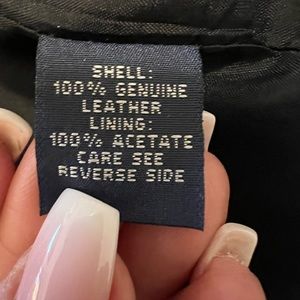 SHELL:
100% GENUINE
LEATHER
LINING:
100% ACETATE
CARE SEE
REVERSE SIDE